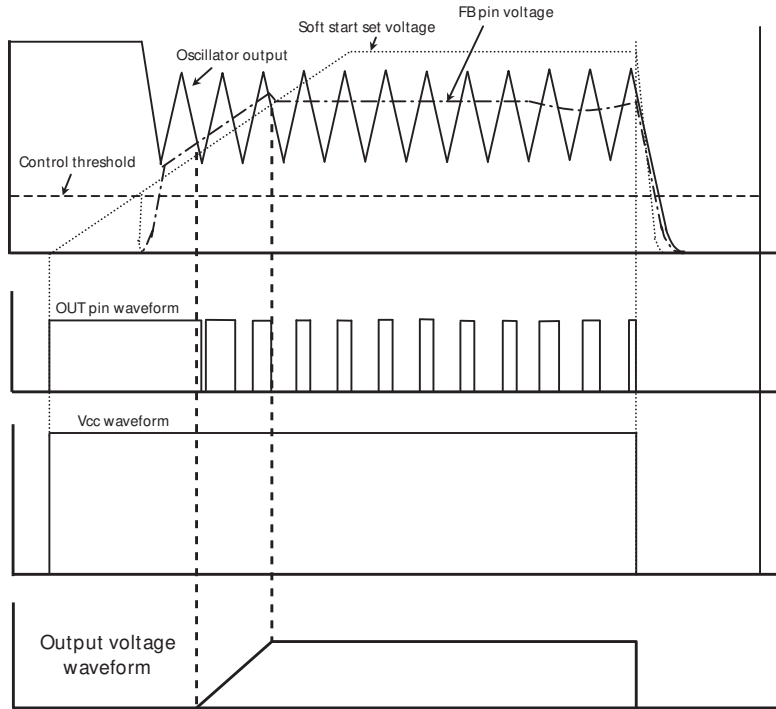 Soft start set voltage
FB pin voltage
Oscillator output
Control threshold
OUT pin waveform
Vcc waveform
Output voltage
waveform